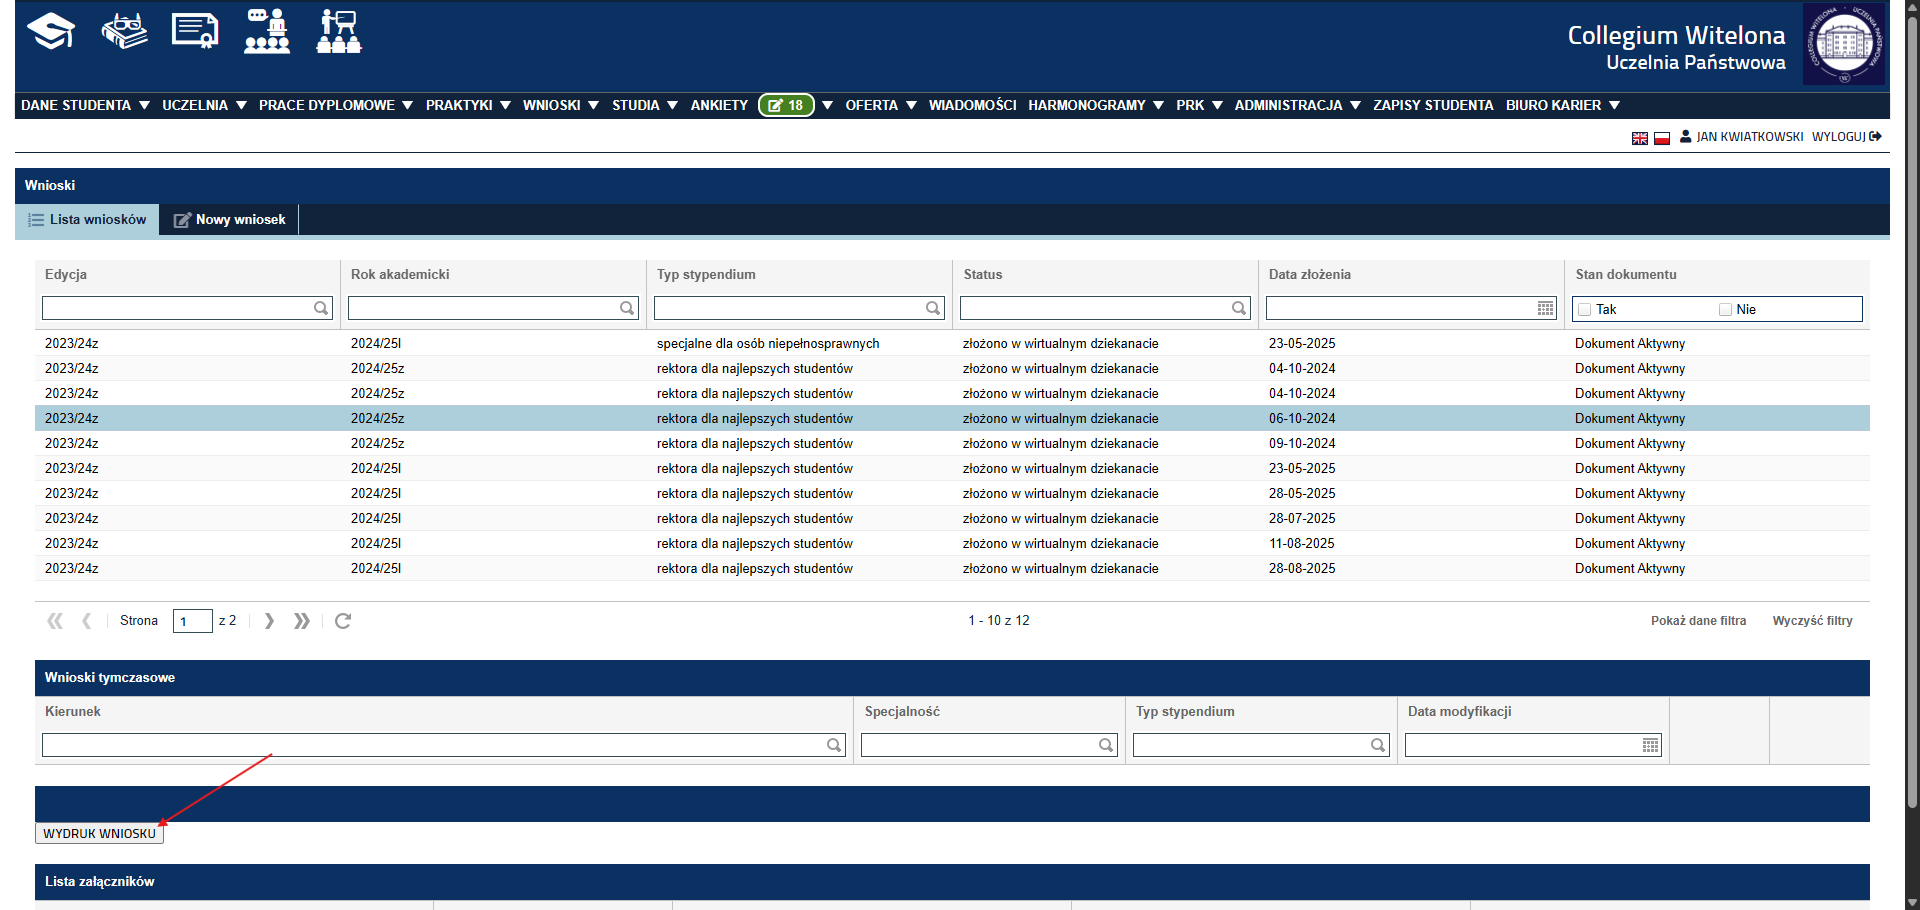 Collegium Witelona
Uczelnia Państwowa
DANE STUDENTA UCZELNIA PRACE DYPLOMOWE PRAKTYKI WNIOSKI STUDIA ANKIETY 18 OFERTA WIADOMOŚCI HARMONOGRAMY PRK ADMINISTRACJA ZAPISY STUDENTA BIURO KARIER
JAN KWIATKOWSKI WYLOGUJ
Wnioski
Lista wniosków Nowy wniosek
Edycja Rok akademicki Typ stypendium Status Data złożenia Stan dokumentu
Tak Nie
2023/24z 2024/25l specjalne dla osób niepełnosprawnych złożono w wirtualnym dziekanacie 23-05-2025 Dokument Aktywny
2023/24z 2024/25z rektora dla najlepszych studentów złożono w wirtualnym dziekanacie 04-10-2024 Dokument Aktywny
2023/24z 2024/25z rektora dla najlepszych studentów złożono w wirtualnym dziekanacie 04-10-2024 Dokument Aktywny
2023/24z 2024/25z rektora dla najlepszych studentów złożono w wirtualnym dziekanacie 06-10-2024 Dokument Aktywny
2023/24z 2024/25z rektora dla najlepszych studentów złożono w wirtualnym dziekanacie 09-10-2024 Dokument Aktywny
2023/24z 2024/25l rektora dla najlepszych studentów złożono w wirtualnym dziekanacie 23-05-2025 Dokument Aktywny
2023/24z 2024/25l rektora dla najlepszych studentów złożono w wirtualnym dziekanacie 28-05-2025 Dokument Aktywny
2023/24z 2024/25l rektora dla najlepszych studentów złożono w wirtualnym dziekanacie 28-07-2025 Dokument Aktywny
2023/24z 2024/25l rektora dla najlepszych studentów złożono w wirtualnym dziekanacie 11-08-2025 Dokument Aktywny
2023/24z 2024/25l rektora dla najlepszych studentów złożono w wirtualnym dziekanacie 28-08-2025 Dokument Aktywny
Strona 1 z 2 1 - 10 z 12 Pokaż dane filtra Wyczyść filtry
Wnioski tymczasowe
Kierunek Specjalność Typ stypendium Data modyfikacji
WYDRUK WNIOSKU
Lista załączników